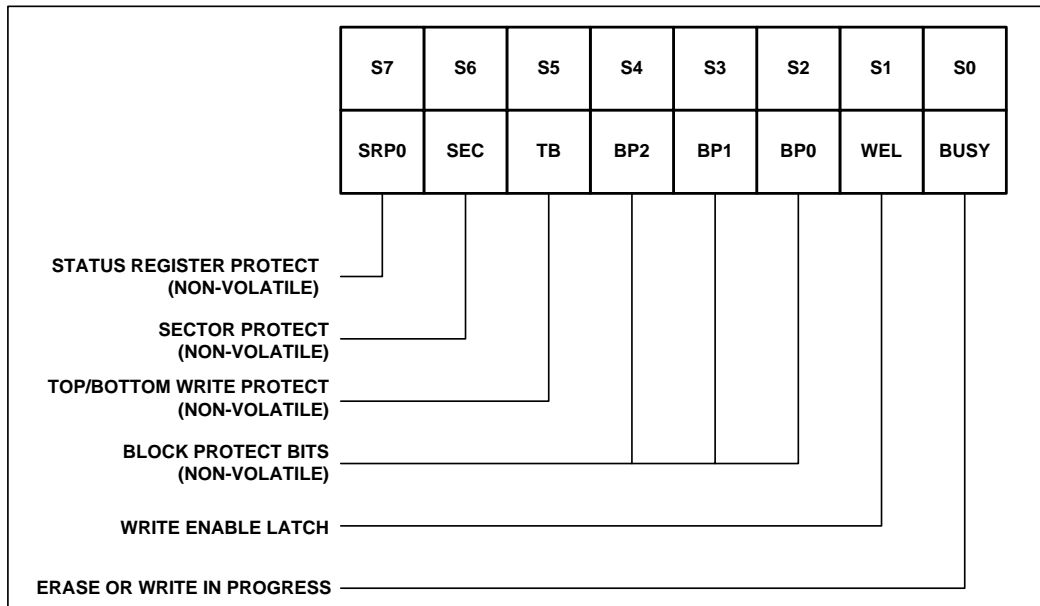 S7 S6 S5 S4 S3 S2 S1 S0
SRP0 SEC TB BP2 BP1 BP0 WEL BUSY
STATUS REGISTER PROTECT
(NON-VOLATILE)
SECTOR PROTECT
(NON-VOLATILE)
TOP/BOTTOM WRITE PROTECT
(NON-VOLATILE)
BLOCK PROTECT BITS
(NON-VOLATILE)
WRITE ENABLE LATCH
ERASE OR WRITE IN PROGRESS